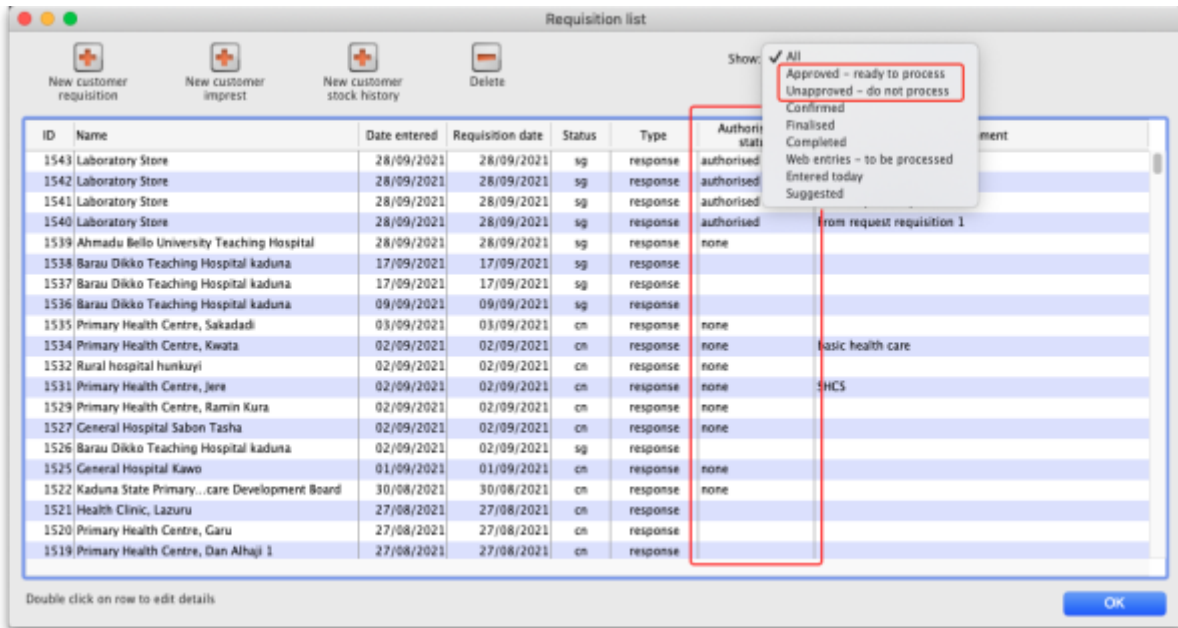 Requisition list
New customer requisition
New customer imprest
New customer stock history
Delete
Show:
✓ All
Approved – ready to process
Unapproved – do not process
Confirmed
Finalised
Completed
Web entries – to be processed
Entered today
Suggested
ID Name Date entered Requisition date Status Type
1543 Laboratory Store 28/09/2021 28/09/2021 sg response authorised
1542 Laboratory Store 28/09/2021 28/09/2021 sg response authorised
1541 Laboratory Store 28/09/2021 28/09/2021 sg response authorised
1540 Laboratory Store 28/09/2021 28/09/2021 sg response authorised From request requisition 1
1539 Ahmadu Bello University Teaching Hospital 28/09/2021 28/09/2021 sg response none
1538 Barau Dikko Teaching Hospital kaduna 17/09/2021 17/09/2021 sg response
1537 Barau Dikko Teaching Hospital kaduna 17/09/2021 17/09/2021 sg response
1536 Barau Dikko Teaching Hospital kaduna 09/09/2021 09/09/2021 sg response
1535 Primary Health Centre, Sakadadi 03/09/2021 03/09/2021 cn response none
1534 Primary Health Centre, Kwata 02/09/2021 02/09/2021 cn response none basic health care
1532 Rural hospital hunkuyi 02/09/2021 02/09/2021 cn response none
1531 Primary Health Centre, Jere 02/09/2021 02/09/2021 cn response none SHCS
1529 Primary Health Centre, Ramin Kura 02/09/2021 02/09/2021 cn response none
1527 General Hospital Sabon Tasha 02/09/2021 02/09/2021 cn response none
1526 Barau Dikko Teaching Hospital kaduna 02/09/2021 02/09/2021 sg response
1525 General Hospital Kawo 01/09/2021 01/09/2021 cn response none
1522 Kaduna State Primary...care Development Board 30/08/2021 30/08/2021 cn response none
1521 Health Clinic, Lazuru 27/08/2021 27/08/2021 cn response
1520 Primary Health Centre, Garu 27/08/2021 27/08/2021 cn response
1519 Primary Health Centre, Dan Alhaji 1 27/08/2021 27/08/2021 cn response
Double click on row to edit details
OK